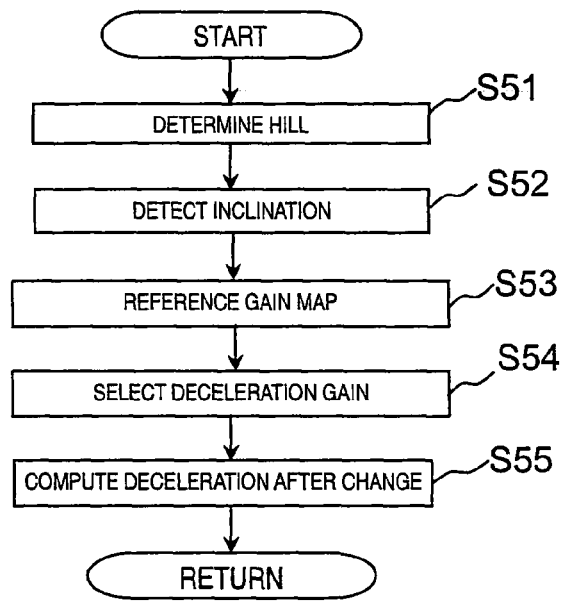 START
S51
DETERMINE HILL
S52
DETECT INCLINATION
S53
REFERENCE GAIN MAP
S54
SELECT DECELERATION GAIN
S55
COMPUTE DECELERATION AFTER CHANGE
RETURN